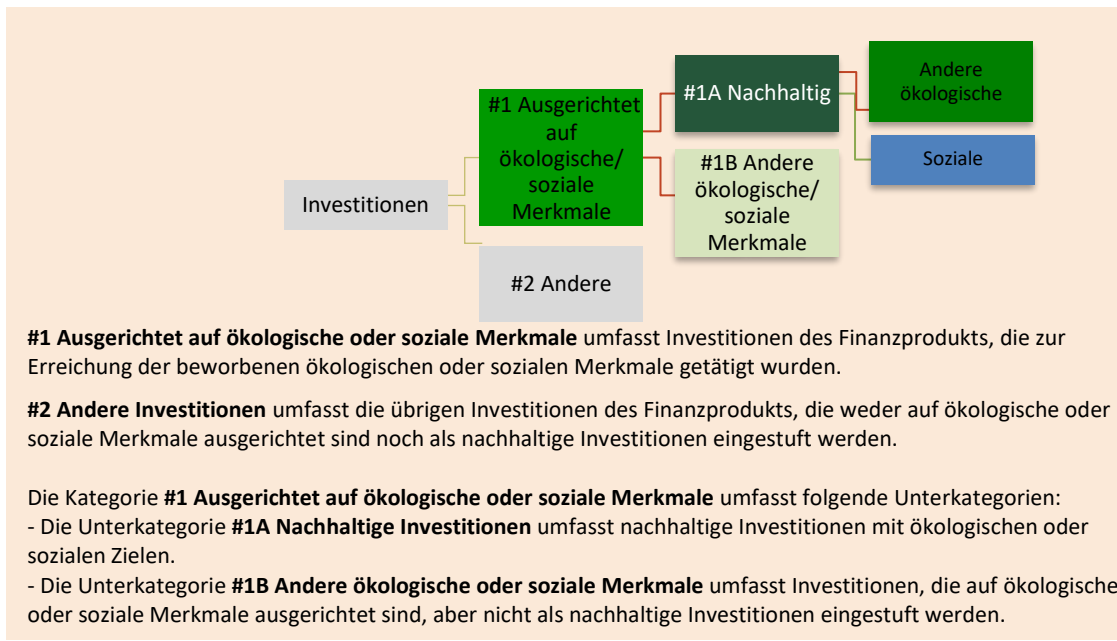 Investitionen
#1 Ausgerichtet
auf
ökologische/
soziale
Merkmale
#2 Andere
#1A Nachhaltig
#1B Andere
ökologische/
soziale
Merkmale
Andere
ökologische
Soziale
#1 Ausgerichtet auf ökologische oder soziale Merkmale umfasst Investitionen des Finanzprodukts, die zur
Erreichung der beworbenen ökologischen oder sozialen Merkmale getätigt wurden.
#2 Andere Investitionen umfasst die übrigen Investitionen des Finanzprodukts, die weder auf ökologische oder
soziale Merkmale ausgerichtet sind noch als nachhaltige Investitionen eingestuft werden.
Die Kategorie #1 Ausgerichtet auf ökologische oder soziale Merkmale umfasst folgende Unterkategorien:
- Die Unterkategorie #1A Nachhaltige Investitionen umfasst nachhaltige Investitionen mit ökologischen oder
sozialen Zielen.
- Die Unterkategorie #1B Andere ökologische oder soziale Merkmale umfasst Investitionen, die auf ökologische
oder soziale Merkmale ausgerichtet sind, aber nicht als nachhaltige Investitionen eingestuft werden.